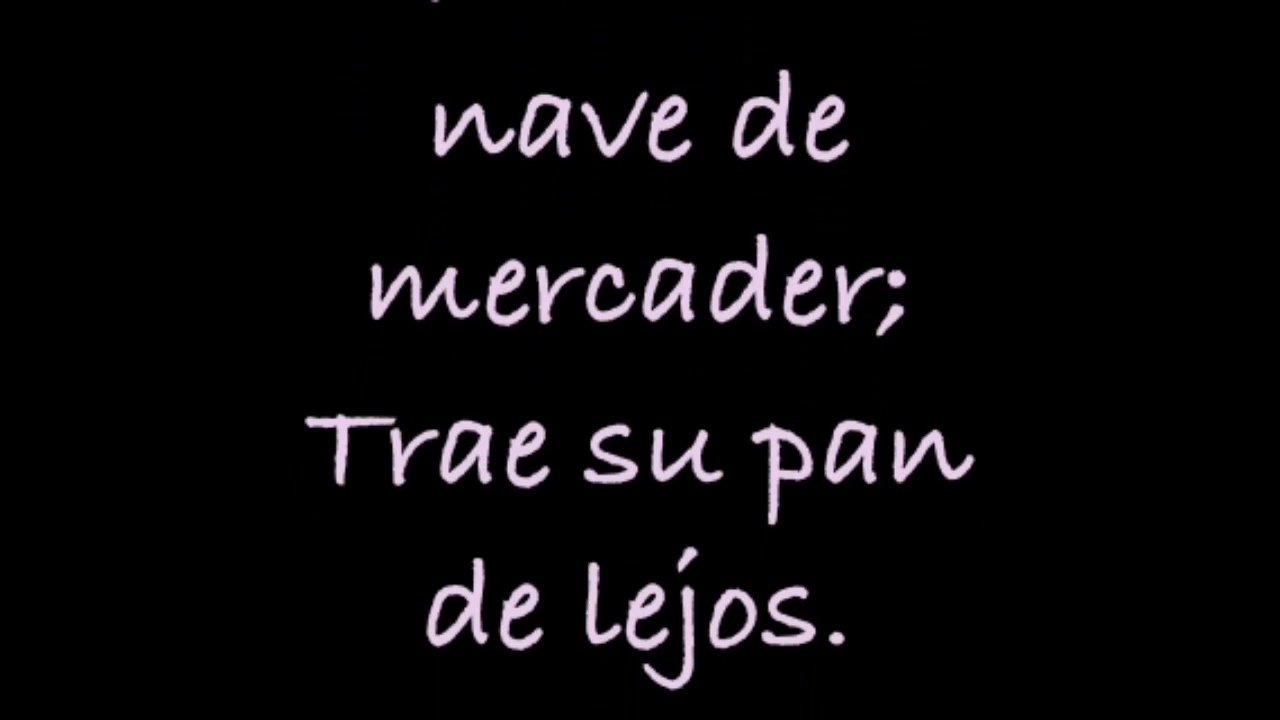 nave de
mercader;
Trae su pan
de lejos.